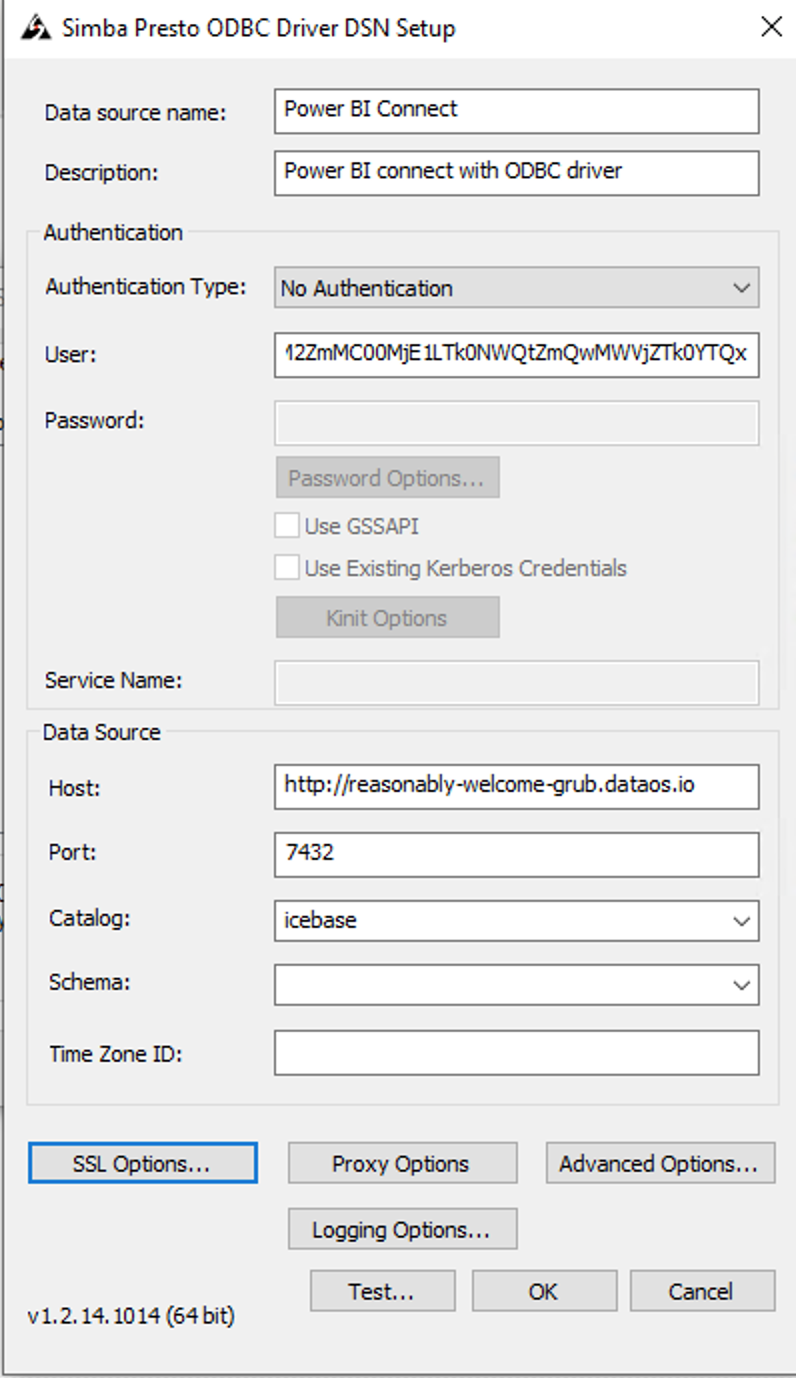 Simba Presto ODBC Driver DSN Setup
Data source name: Power BI Connect
Description: Power BI connect with ODBC driver
Authentication
Authentication Type: No Authentication
User: 12ZmMC00MjE1LTk0NWQtZmQwMWVjZTk0YTQx
Password:
Password Options...
Use GSSAPI
Use Existing Kerberos Credentials
Kinit Options
Service Name:
Data Source
Host: http://reasonably-welcome-grub.dataos.io
Port: 7432
Catalog: icebase
Schema:
Time Zone ID:
SSL Options... Proxy Options Advanced Options...
Logging Options...
Test... OK Cancel
v1.2.14.1014 (64 bit)